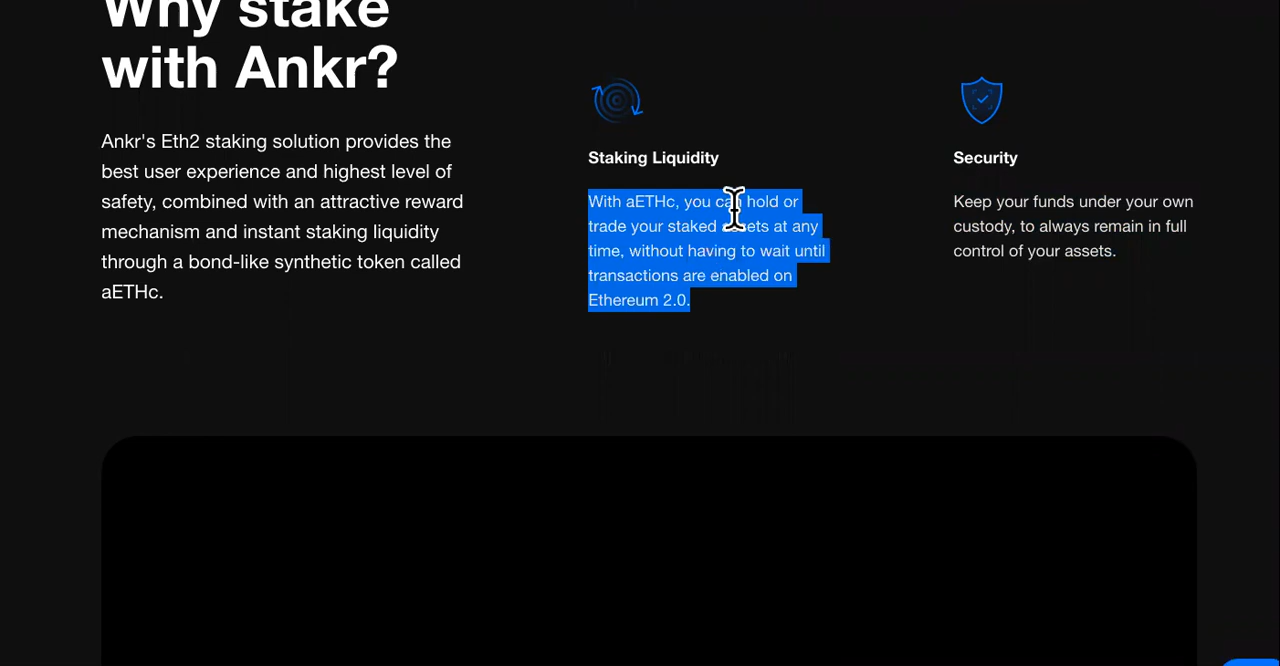 Why stake
with Ankr?
Ankr's Eth2 staking solution provides the
best user experience and highest level of
safety, combined with an attractive reward
mechanism and instant staking liquidity
through a bond-like synthetic token called
aETHc.
Staking Liquidity
With aETHc, you can hold or
trade your staked assets at any
time, without having to wait until
transactions are enabled on
Ethereum 2.0.
Security
Keep your funds under your own
custody, to always remain in full
control of your assets.